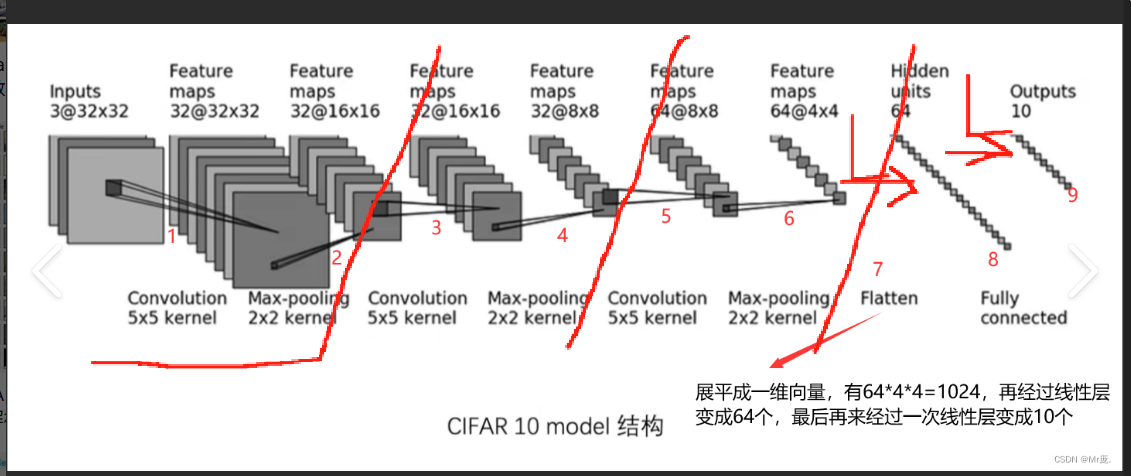 Inputs
3@32x32
Feature
maps
32@32x32
Feature
maps
32@16x16
Feature
maps
32@16x16
Feature
maps
32@8x8
Feature
maps
64@8x8
Feature
maps
64@4x4
Hidden
units
64
Outputs
10
1
2
3
4
5
6
7
8
9
Convolution
5x5 kernel
Max-pooling
2x2 kernel
Convolution
5x5 kernel
Max-pooling
2x2 kernel
Convolution
5x5 kernel
Max-pooling
2x2 kernel
Flatten
Fully
connected
展平成一维向量，有64*4*4=1024，再经过线性层
变成64个，最后再来经过一次线性层变成10个
CIFAR 10 model 结构
CSDN @Mr庞.